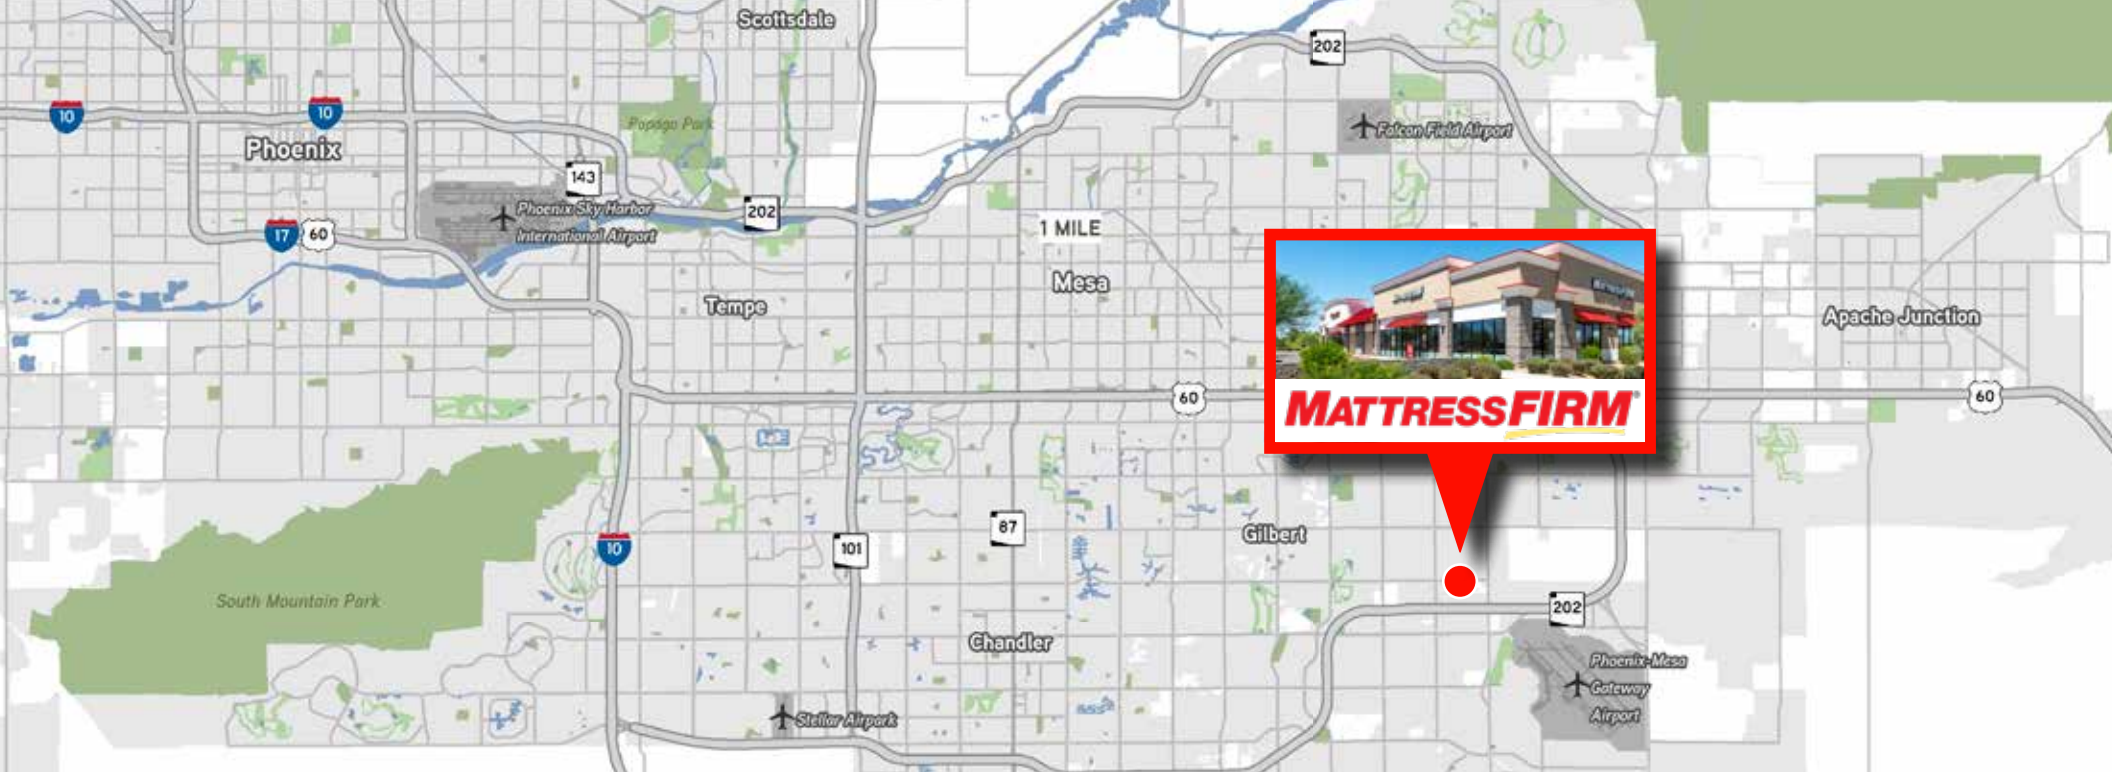 Scottsdale
202
10
10
Papago Park
Falcon Field Airport
Phoenix
143
Phoenix Sky Harbor
International Airport
202
17
60
1 MILE
Mesa
Tempe
Apache Junction
MATTRESSFIRM
60
MATTRESSFIRM®
60
87
Gilbert
10
101
South Mountain Park
202
Chandler
Phoenix-Mesa
Gateway
Airport
Stellar Airpark